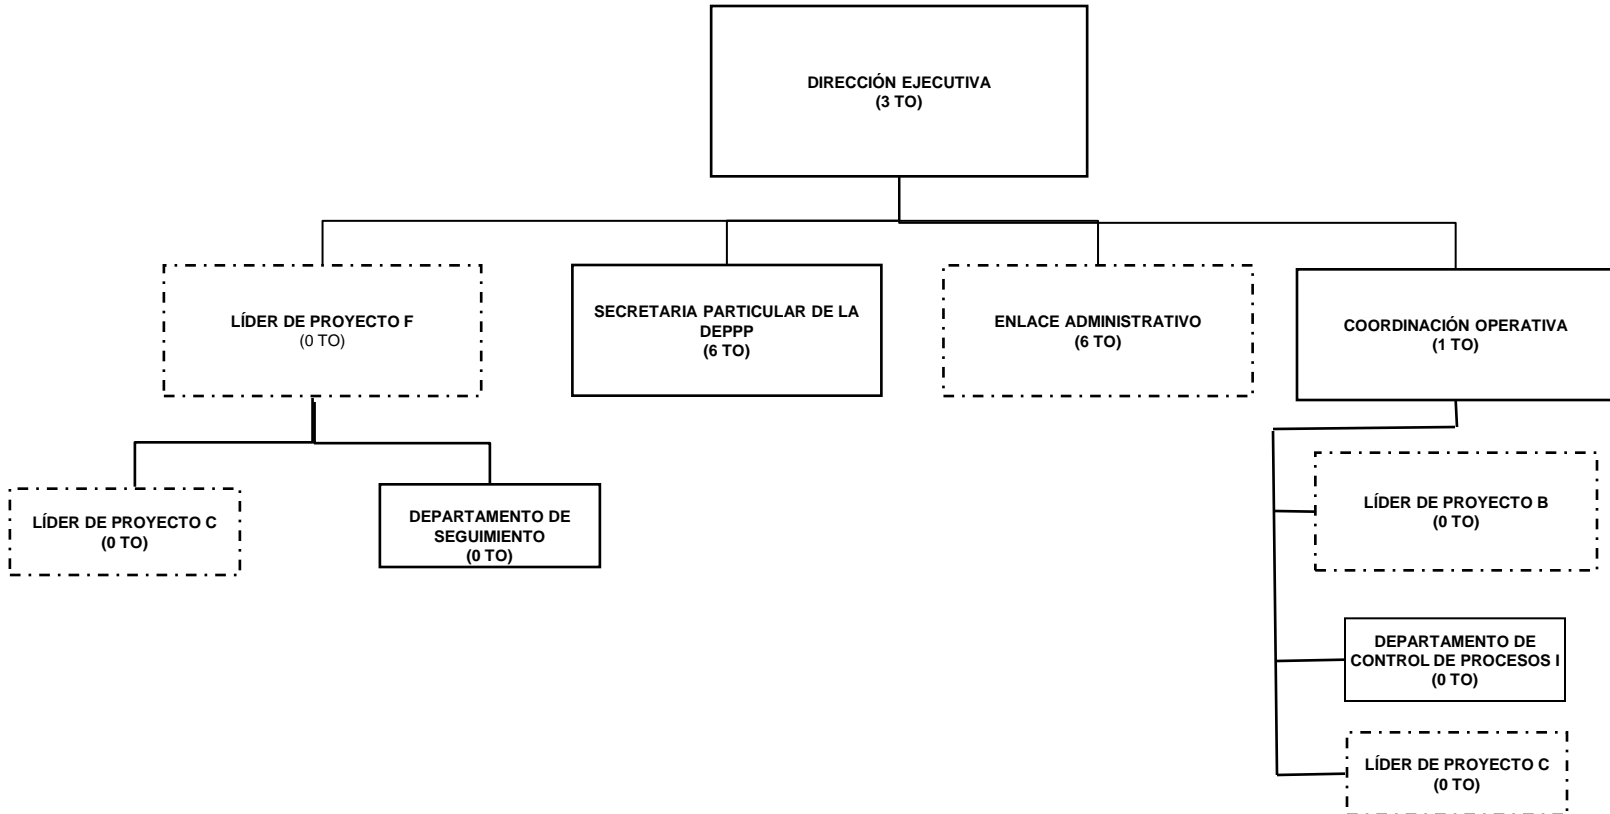 DIRECCIÓN EJECUTIVA
(3 TO)
LÍDER DE PROYECTO F
(0 TO)
SECRETARIA PARTICULAR DE LA
DEPPP
(6 TO)
ENLACE ADMINISTRATIVO
(6 TO)
COORDINACIÓN OPERATIVA
(1 TO)
LÍDER DE PROYECTO C
(0 TO)
DEPARTAMENTO DE
SEGUIMIENTO
(0 TO)
LÍDER DE PROYECTO B
(0 TO)
DEPARTAMENTO DE
CONTROL DE PROCESOS I
(0 TO)
LÍDER DE PROYECTO C
(0 TO)